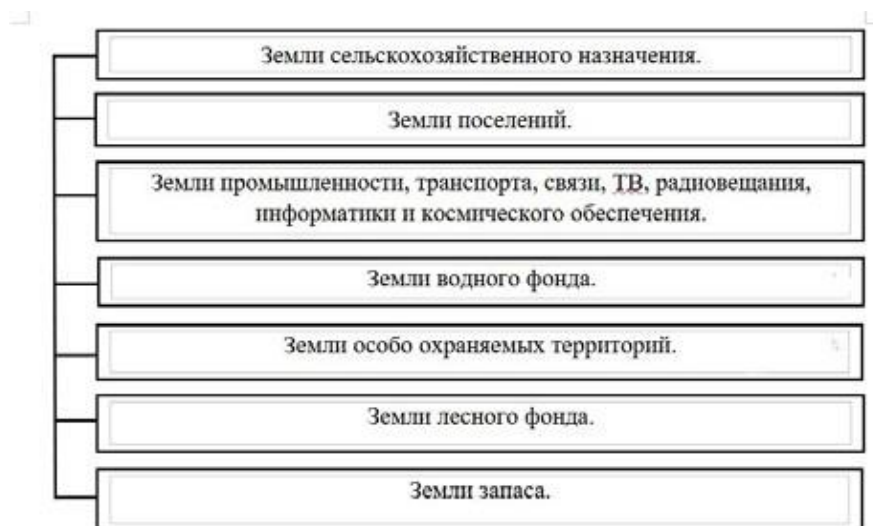 Земли сельскохозяйственного назначения.
Земли поселений.
Земли промышленности, транспорта, связи, ТВ, радиовещания,
информатики и космического обеспечения.
Земли водного фонда.
Земли особо охраняемых территорий.
Земли лесного фонда.
Земли запаса.